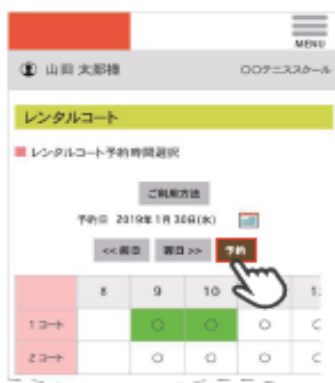 MENU
山田 太郎様 〇〇テニススクール
レンタルコート
レンタルコート予約時間選択
ご利用方法
予約日 2019年1月30日(水)
<<前日 翌日>> 予約
8 9 10
1コート ○ ○ ○
2コート ○ ○ ○